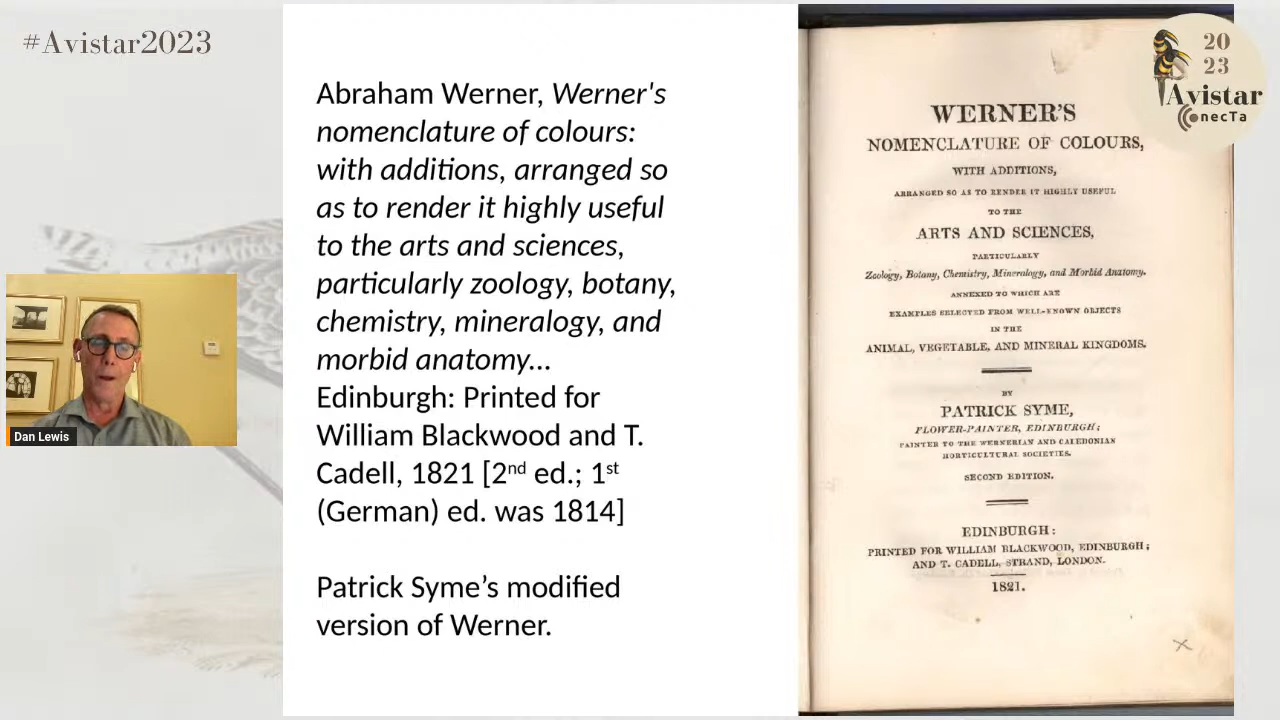 #Avistar2023
Abraham Werner, Werner's
nomenclature of colours:
with additions, arranged so
as to render it highly useful
to the arts and sciences,
particularly zoology, botany,
chemistry, mineralogy, and
morbid anatomy...
Edinburgh: Printed for
William Blackwood and T.
Cadell, 1821 [2nd ed.; 1st
(German) ed. was 1814]
Patrick Syme’s modified
version of Werner.
WERNER'S
NOMENCLATURE OF COLOURS,
WITH ADDITIONS,
ARRANGED SO AS TO RENDER IT HIGHLY USEFUL
TO THE
ARTS AND SCIENCES,
PARTICULARLY
Zoology, Botany, Chemistry, Mineralogy, and Morbid Anatomy.
ANNEXED TO WHICH ARE
EXAMPLES SELECTED FROM WELL-KNOWN OBJECTS
IN THE
ANIMAL, VEGETABLE, AND MINERAL KINGDOMS.
BY
PATRICK SYME,
FLOWER-PAINTER, EDINBURGH;
PAINTER TO THE WERNERIAN AND CALEDONIAN
HORTICULTURAL SOCIETIES.
SECOND EDITION.
EDINBURGH:
PRINTED FOR WILLIAM BLACKWOOD, EDINBURGH;
AND T. CADELL, STRAND, LONDON.
1821.
20
23
Avistar
ConecTa
Dan Lewis